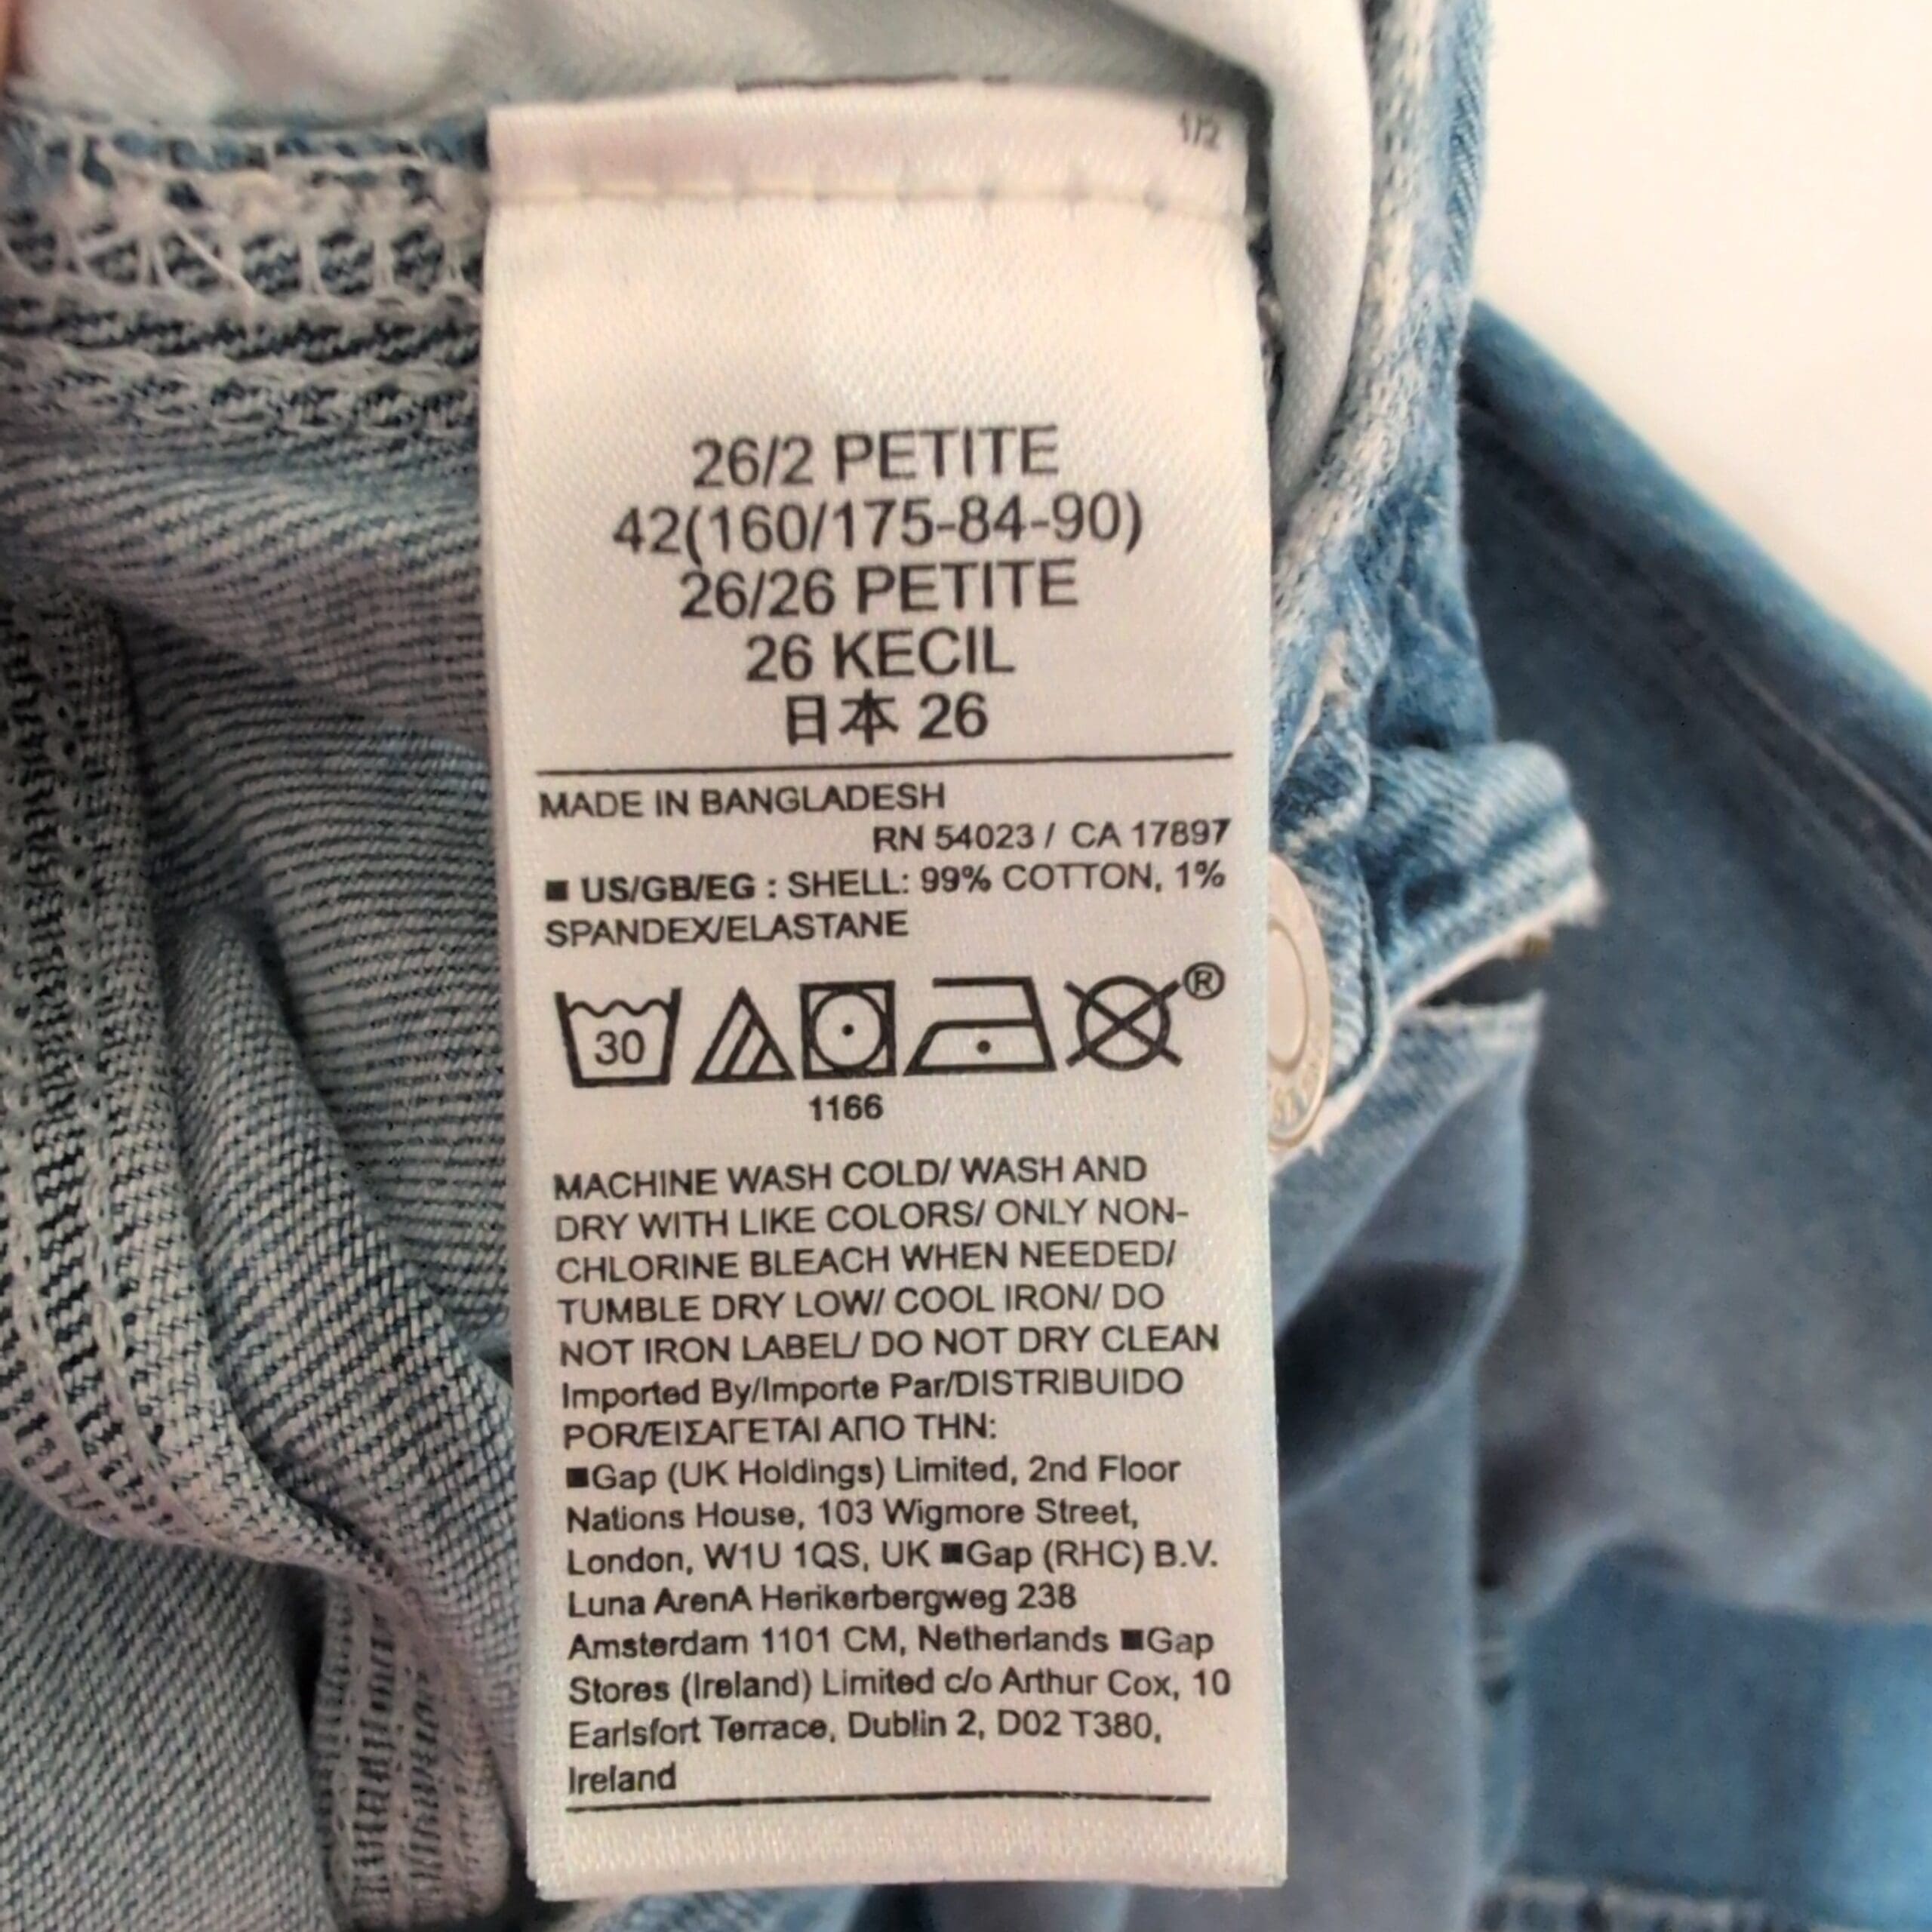 1/2
26/2 PETITE
42(160/175-84-90)
26/26 PETITE
26 KECIL
日本 26
MADE IN BANGLADESH
RN 54023 / CA 17897
■ US/GB/EG : SHELL: 99% COTTON, 1%
SPANDEX/ELASTANE
30
®
1166
MACHINE WASH COLD/ WASH AND
DRY WITH LIKE COLORS/ ONLY NON-
CHLORINE BLEACH WHEN NEEDED/
TUMBLE DRY LOW/ COOL IRON/ DO
NOT IRON LABEL/ DO NOT DRY CLEAN
Imported By/Importe Par/DISTRIBUIDO
POR/ΕΙΣΑΓΕΤΑΙ ΑΠΟ ΤΗΝ:
■Gap (UK Holdings) Limited, 2nd Floor
Nations House, 103 Wigmore Street,
London, W1U 1QS, UK ■Gap (RHC) B.V.
Luna ArenA Herikerbergweg 238
Amsterdam 1101 CM, Netherlands ■Gap
Stores (Ireland) Limited c/o Arthur Cox, 10
Earlsfort Terrace, Dublin 2, D02 T380,
Ireland